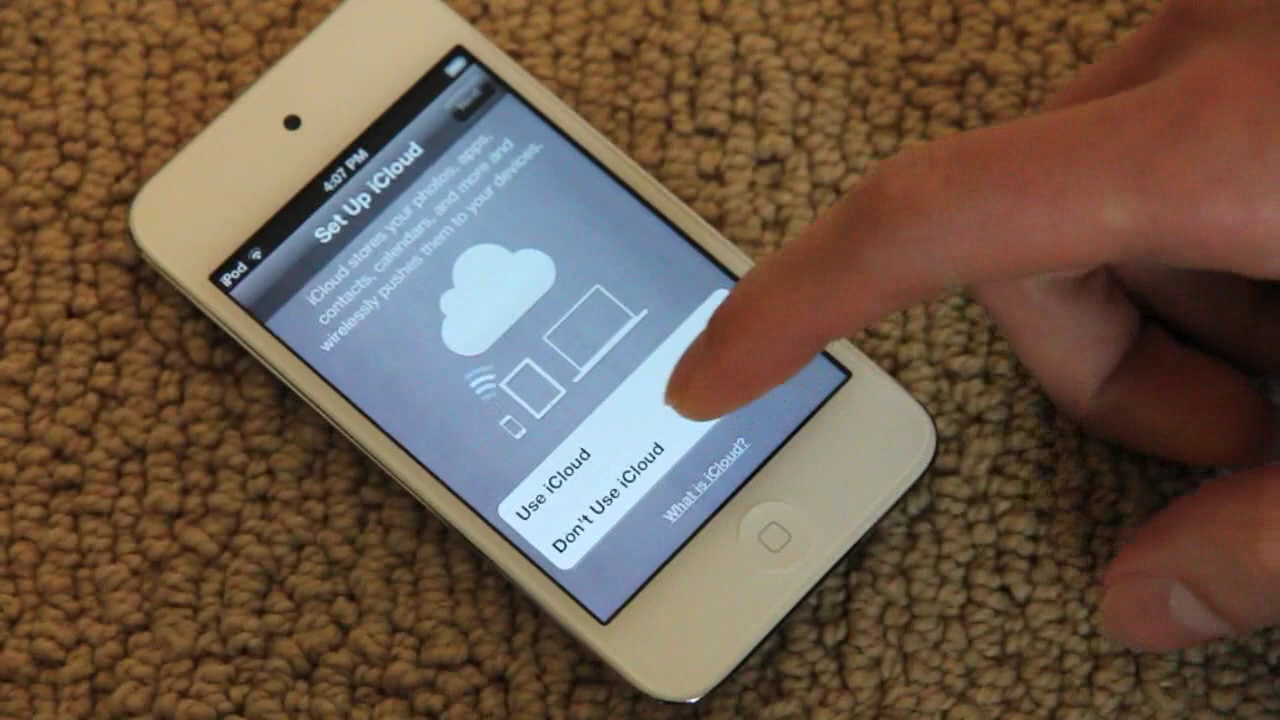 iPod
4:07 PM
Set Up iCloud
iCloud stores your photos, apps,
contacts, calendars, and more and
wirelessly pushes them to your devices.
Use iCloud
Don't Use iCloud
What is iCloud?